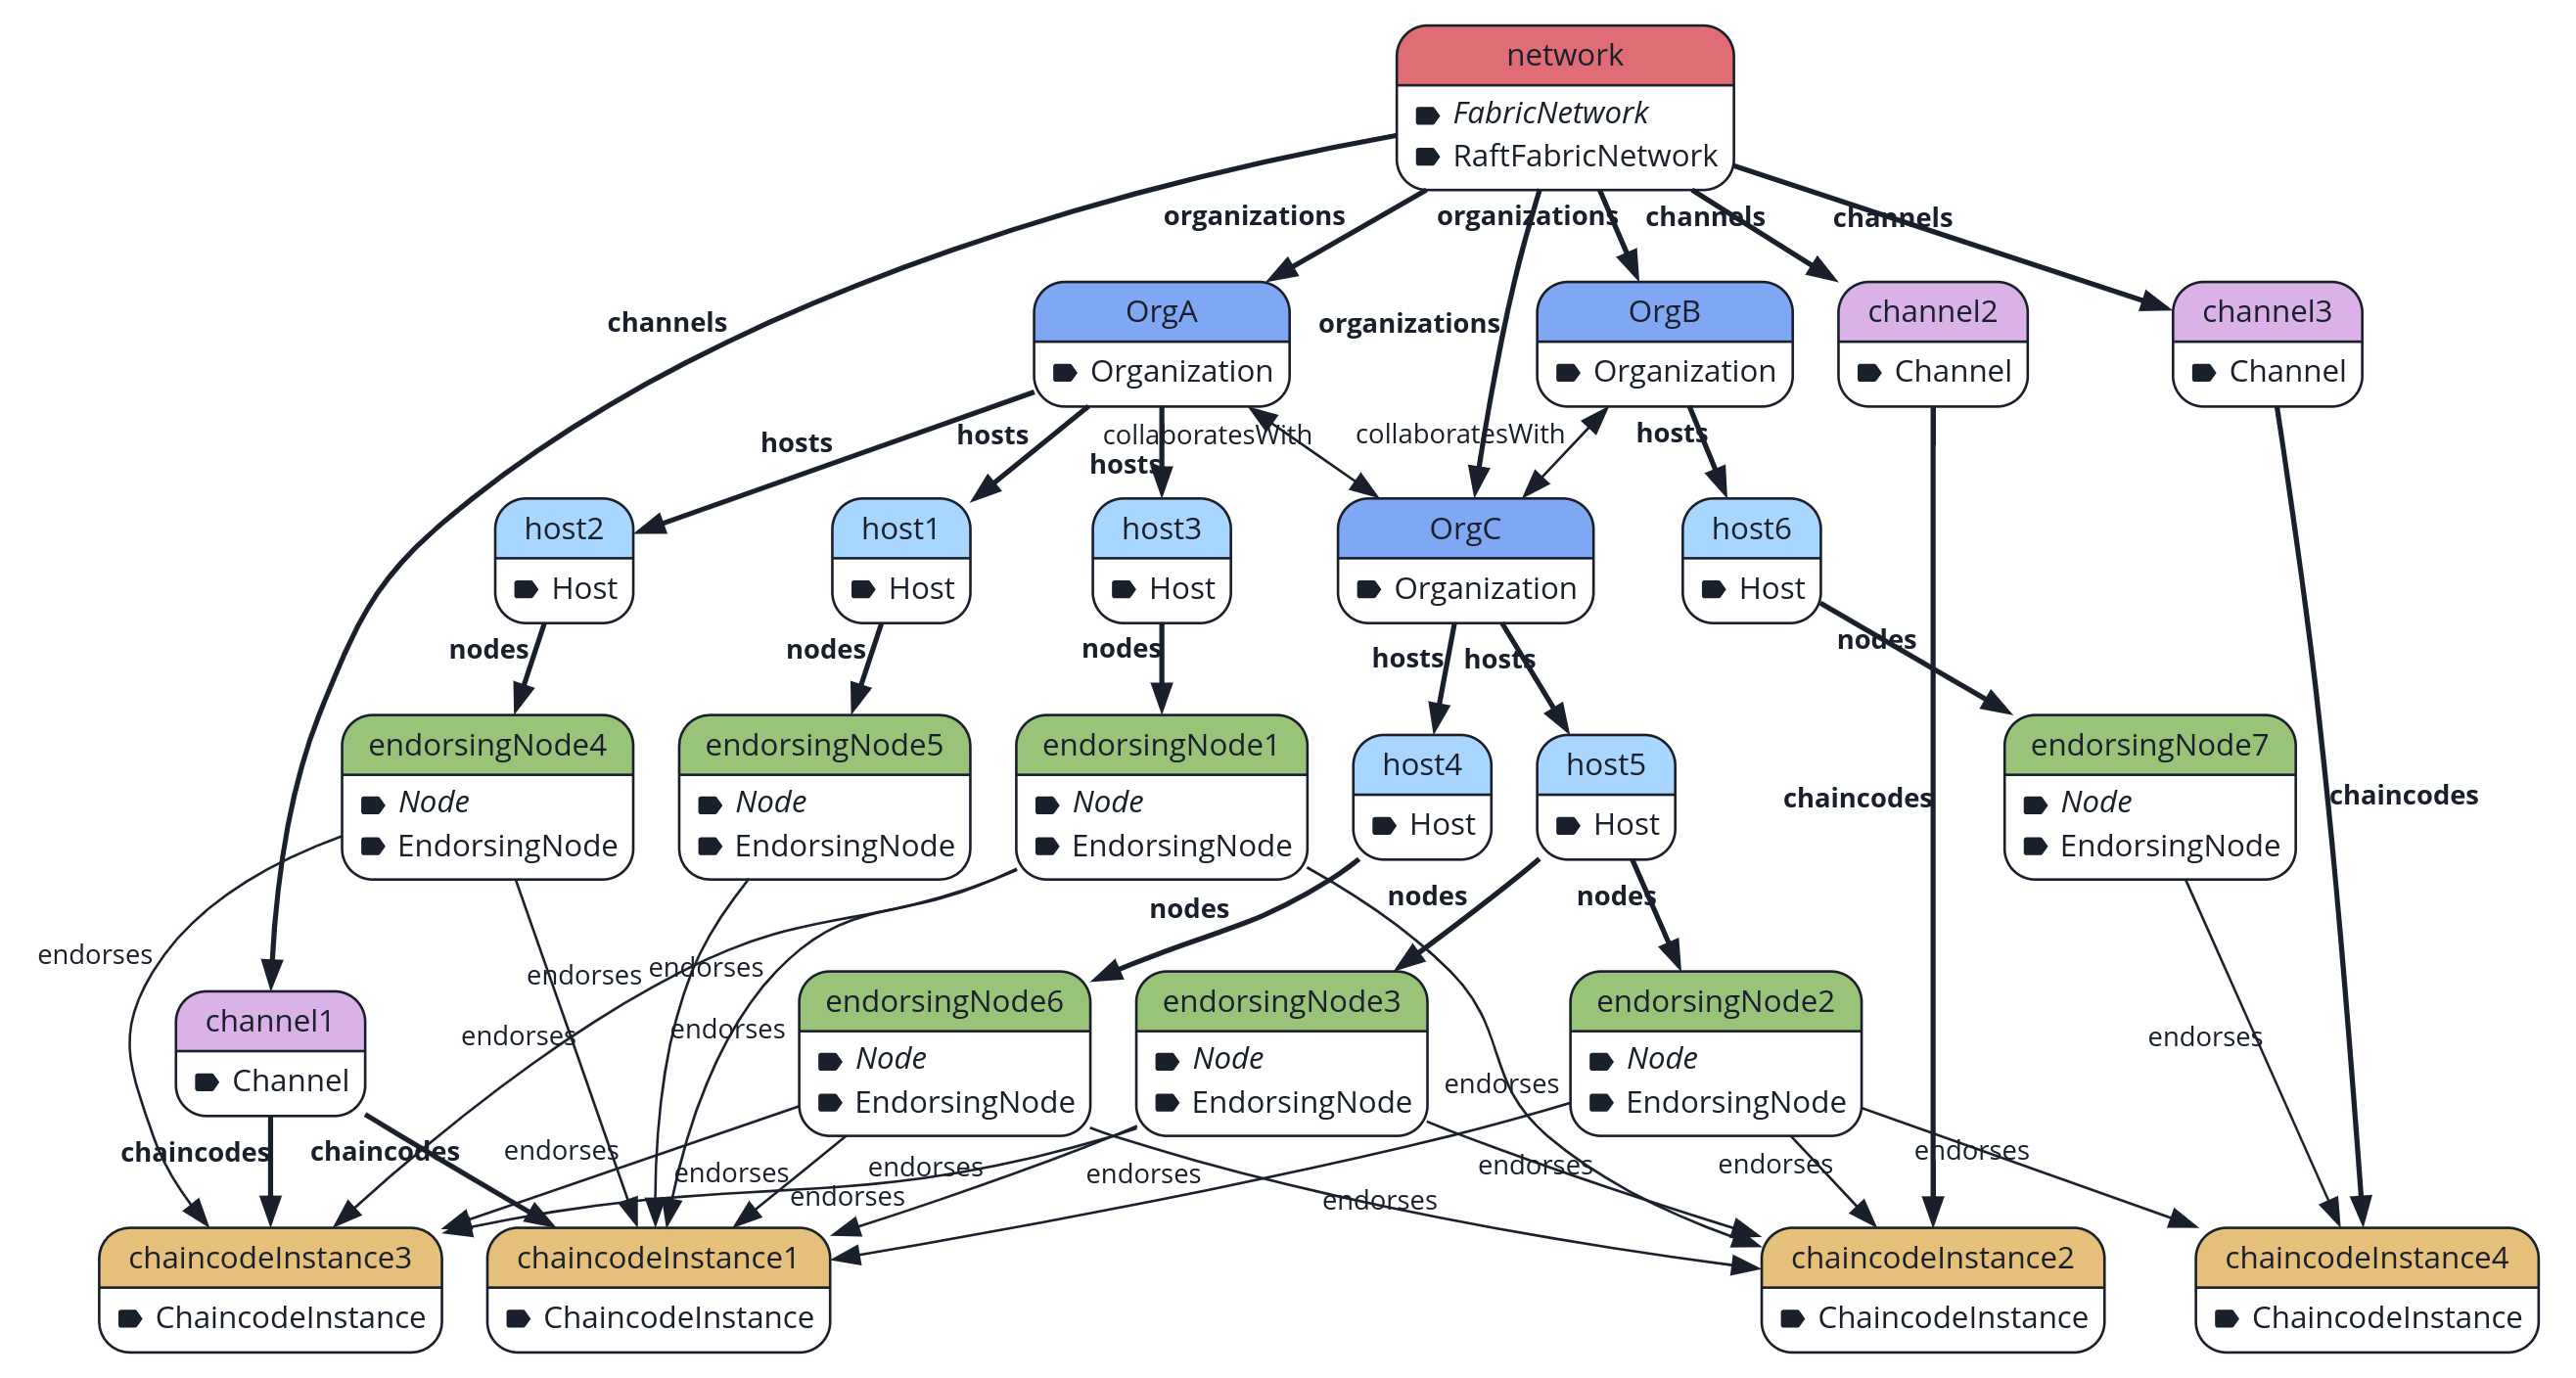 network
FabricNetwork
RaftFabricNetwork
organizations
organizations
channels
channels
channels
organizations
OrgA
Organization
OrgB
Organization
channel2
Channel
channel3
Channel
hosts
hosts
collaboratesWith
hosts
collaboratesWith
hosts
host2
Host
host1
Host
host3
Host
OrgC
Organization
host6
Host
nodes
nodes
nodes
hosts
hosts
nodes
endorsingNode4
Node
EndorsingNode
endorsingNode5
Node
EndorsingNode
endorsingNode1
Node
EndorsingNode
host4
Host
host5
Host
endorsingNode7
Node
EndorsingNode
chaincodes
chaincodes
nodes
nodes
nodes
endorses
endorses
endorses
endorses
endorses
channel1
Channel
endorsingNode6
Node
EndorsingNode
endorsingNode3
Node
EndorsingNode
endorses
endorsingNode2
Node
EndorsingNode
endorses
chaincodes
chaincodes
endorses
endorses
endorses
endorses
endorses
endorses
endorses
endorses
endorses
chaincodeInstance3
ChaincodeInstance
chaincodeInstance1
ChaincodeInstance
chaincodeInstance2
ChaincodeInstance
chaincodeInstance4
ChaincodeInstance